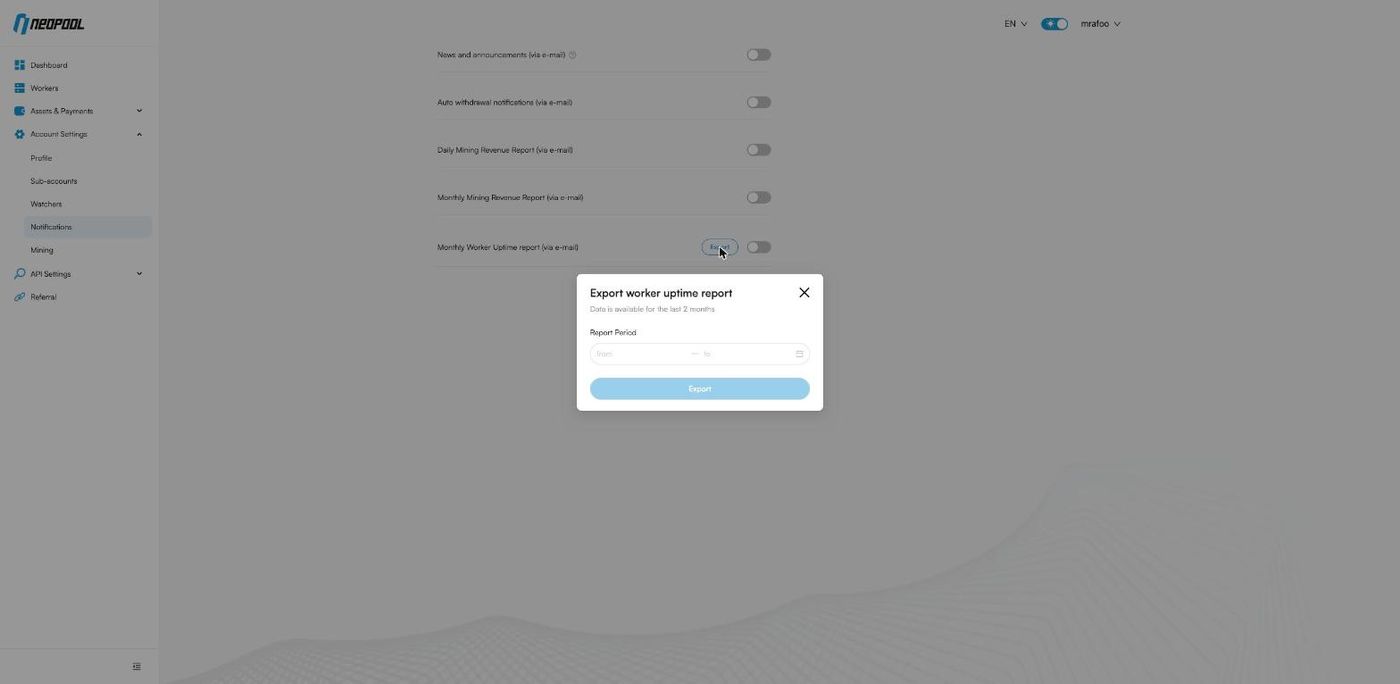 NEOPOOL
EN
mrafoo
Dashboard
Workers
Assets & Payments
Account Settings
Profile
Sub-accounts
Watchers
Notifications
Mining
API Settings
Referral
News and announcements (via e-mail)
Auto withdrawal notifications (via e-mail)
Daily Mining Revenue Report (via e-mail)
Monthly Mining Revenue Report (via e-mail)
Monthly Worker Uptime report (via e-mail)
Export
Export worker uptime report
Data is available for the last 2 months
Report Period
from — to
Export